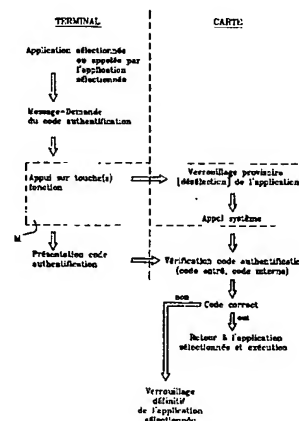 TERMINAL
CARTE
Application sélectionnée
ou appelée par
l'application
sélectionnée
Message-Demande
du code authentification
Appui sur touche(s)
fonction
Verrouillage provisoire
(désélection) de l'application
Appel système
M
Présentation code
authentification
Vérification code authentification
(code entré, code interne)
non
Code correct
oui
Retour à l'application
sélectionnée et exécution
Verrouillage
définitif
de l'application
sélectionnée